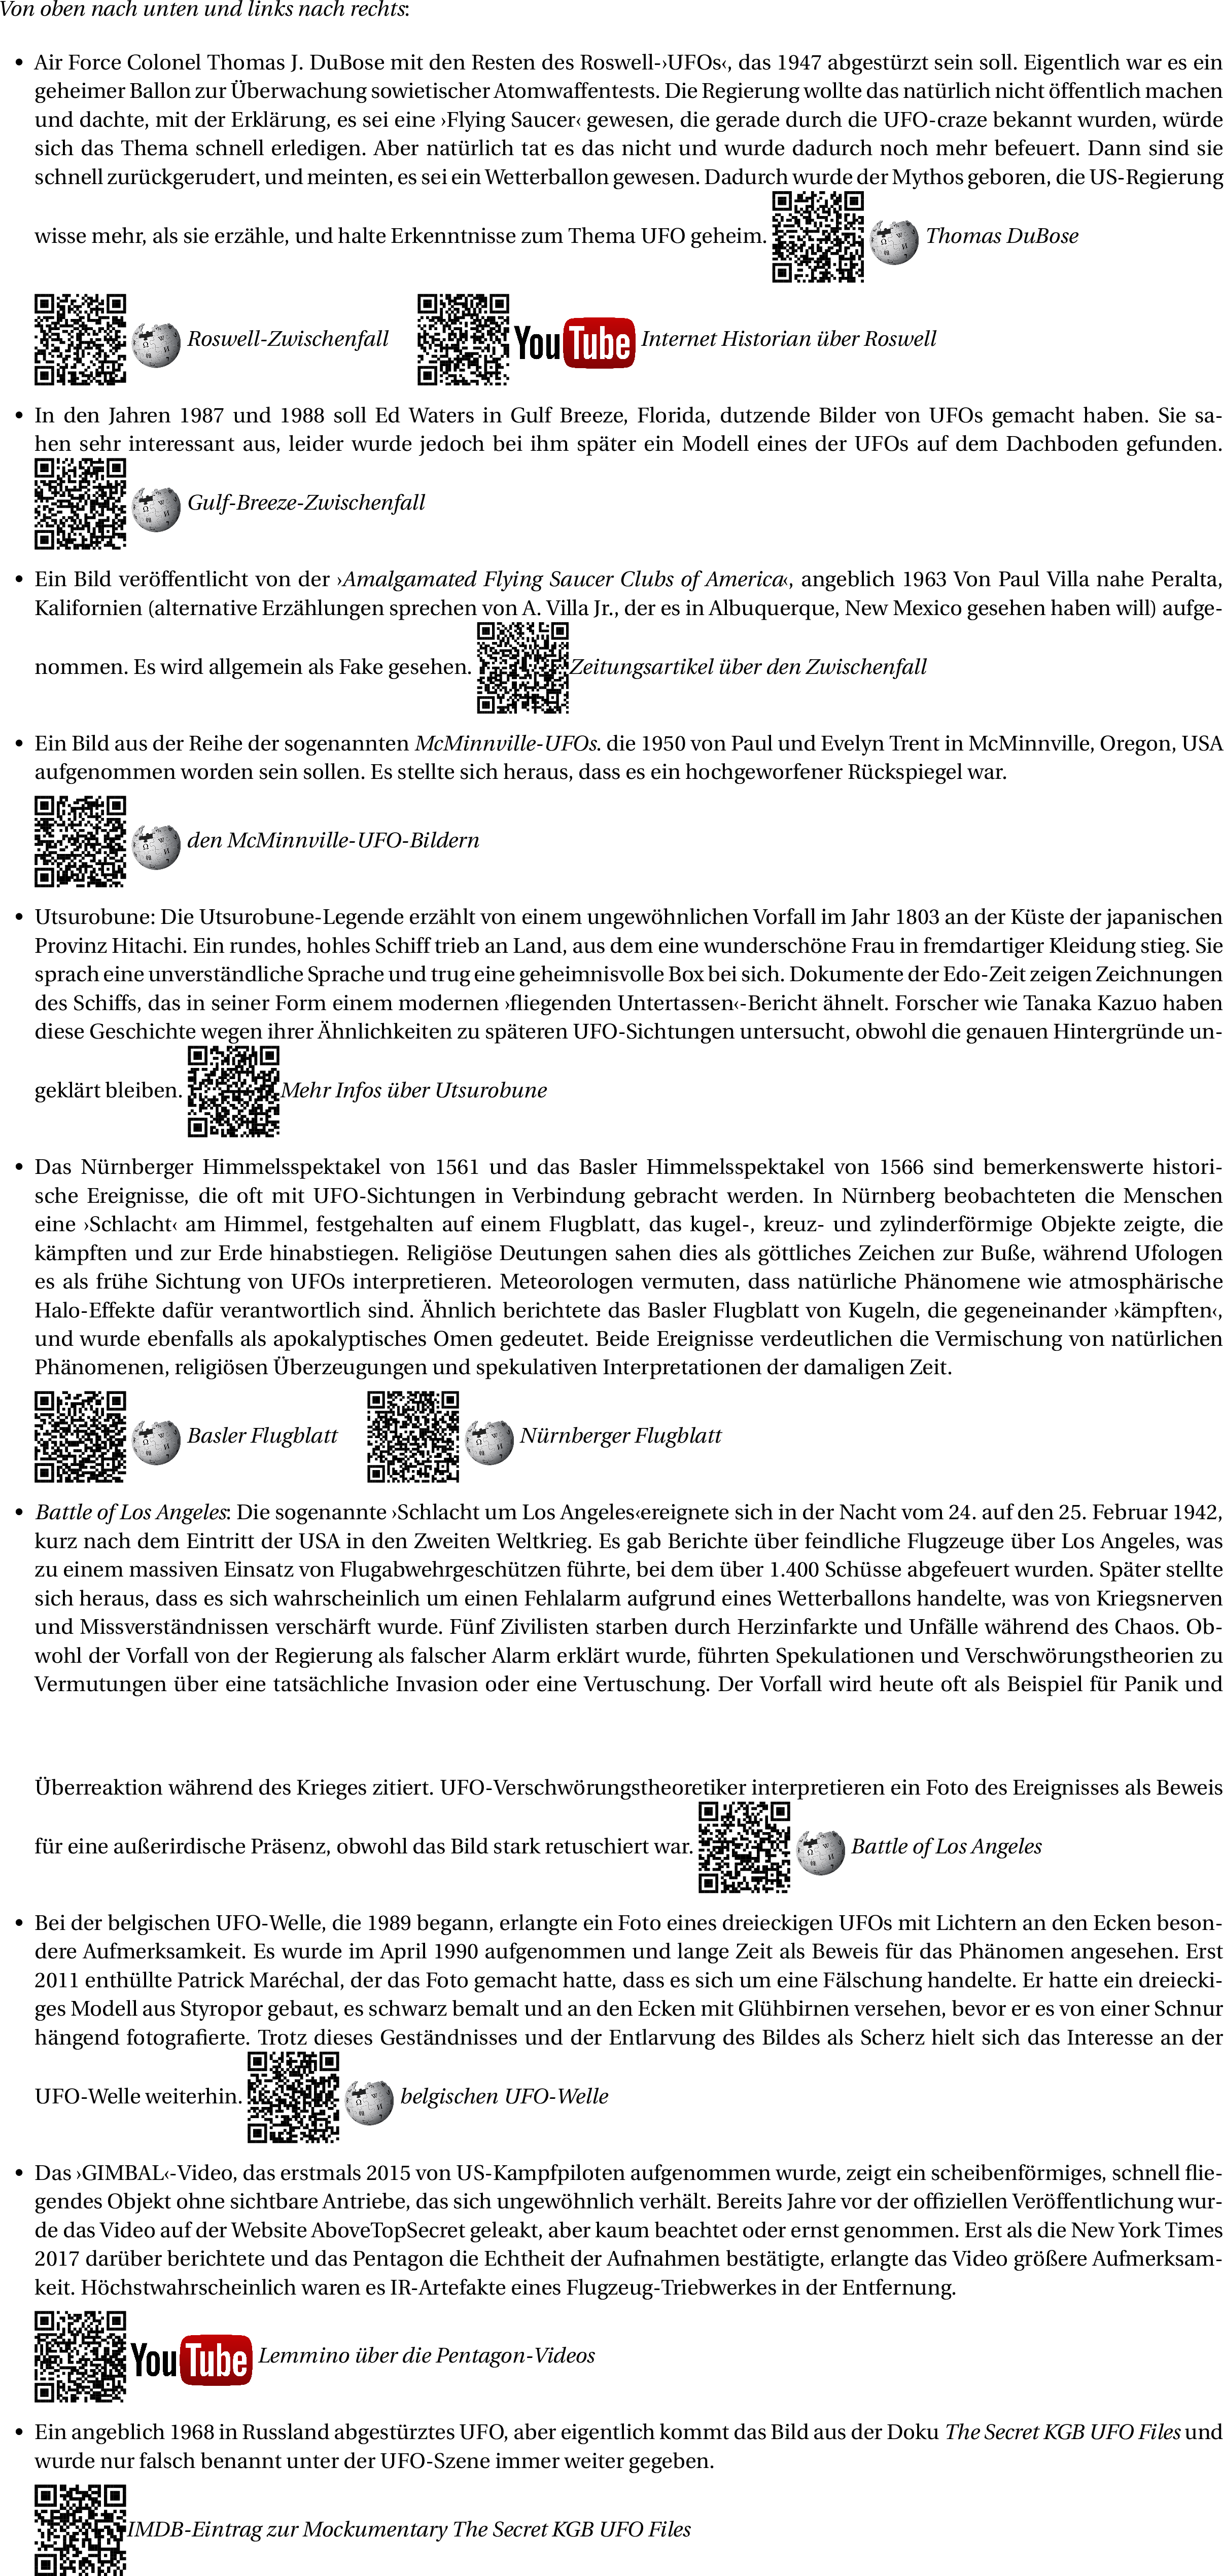 Von oben nach unten und links nach rechts:
• Air Force Colonel Thomas J. DuBose mit den Resten des Roswell-›UFOs‹, das 1947 abgestürzt sein soll. Eigentlich war es ein
geheimer Ballon zur Überwachung sowietischer Atomwaffentests. Die Regierung wollte das natürlich nicht öffentlich machen
und dachte, mit der Erklärung, es sei eine ›Flying Saucer‹ gewesen, die gerade durch die UFO-craze bekannt wurden, würde
sich das Thema schnell erledigen. Aber natürlich tat es das nicht und wurde dadurch noch mehr befeuert. Dann sind sie
schnell zurückgerudert, und meinten, es sei ein Wetterballon gewesen. Dadurch wurde der Mythos geboren, die US-Regierung
wisse mehr, als sie erzähle, und halte Erkenntnisse zum Thema UFO geheim. Thomas DuBose
Roswell-Zwischenfall YouTube Internet Historian über Roswell
• In den Jahren 1987 und 1988 soll Ed Waters in Gulf Breeze, Florida, dutzende Bilder von UFOs gemacht haben. Sie sa-
hen sehr interessant aus, leider wurde jedoch bei ihm später ein Modell eines der UFOs auf dem Dachboden gefunden.
Gulf-Breeze-Zwischenfall
• Ein Bild veröffentlicht von der ›Amalgamated Flying Saucer Clubs of America‹, angeblich 1963 Von Paul Villa nahe Peralta,
Kalifornien (alternative Erzählungen sprechen von A. Villa Jr., der es in Albuquerque, New Mexico gesehen haben will) aufge-
nommen. Es wird allgemein als Fake gesehen. Zeitungsartikel über den Zwischenfall
• Ein Bild aus der Reihe der sogenannten McMinnville-UFOs. die 1950 von Paul und Evelyn Trent in McMinnville, Oregon, USA
aufgenommen worden sein sollen. Es stellte sich heraus, dass es ein hochgeworfener Rückspiegel war.
den McMinnville-UFO-Bildern
• Utsurobune: Die Utsurobune-Legende erzählt von einem ungewöhnlichen Vorfall im Jahr 1803 an der Küste der japanischen
Provinz Hitachi. Ein rundes, hohles Schiff trieb an Land, aus dem eine wunderschöne Frau in fremdartiger Kleidung stieg. Sie
sprach eine unverständliche Sprache und trug eine geheimnisvolle Box bei sich. Dokumente der Edo-Zeit zeigen Zeichnungen
des Schiffs, das in seiner Form einem modernen ›fliegenden Untertassen‹-Bericht ähnelt. Forscher wie Tanaka Kazuo haben
diese Geschichte wegen ihrer Ähnlichkeiten zu späteren UFO-Sichtungen untersucht, obwohl die genauen Hintergründe un-
geklärt bleiben. Mehr Infos über Utsurobune
• Das Nürnberger Himmelsspektakel von 1561 und das Basler Himmelsspektakel von 1566 sind bemerkenswerte histori-
sche Ereignisse, die oft mit UFO-Sichtungen in Verbindung gebracht werden. In Nürnberg beobachteten die Menschen
eine ›Schlacht‹ am Himmel, festgehalten auf einem Flugblatt, das kugel-, kreuz- und zylinderförmige Objekte zeigte, die
kämpften und zur Erde hinabstiegen. Religiöse Deutungen sahen dies als göttliches Zeichen zur Buße, während Ufologen
es als frühe Sichtung von UFOs interpretieren. Meteorologen vermuten, dass natürliche Phänomene wie atmosphärische
Halo-Effekte dafür verantwortlich sind. Ähnlich berichtete das Basler Flugblatt von Kugeln, die gegeneinander ›kämpften‹,
und wurde ebenfalls als apokalyptisches Omen gedeutet. Beide Ereignisse verdeutlichen die Vermischung von natürlichen
Phänomenen, religiösen Überzeugungen und spekulativen Interpretationen der damaligen Zeit.
Basler Flugblatt Nürnberger Flugblatt
• Battle of Los Angeles: Die sogenannte ›Schlacht um Los Angeles‹ereignete sich in der Nacht vom 24. auf den 25. Februar 1942,
kurz nach dem Eintritt der USA in den Zweiten Weltkrieg. Es gab Berichte über feindliche Flugzeuge über Los Angeles, was
zu einem massiven Einsatz von Flugabwehrgeschützen führte, bei dem über 1.400 Schüsse abgefeuert wurden. Später stellte
sich heraus, dass es sich wahrscheinlich um einen Fehlalarm aufgrund eines Wetterballons handelte, was von Kriegsnerven
und Missverständnissen verschärft wurde. Fünf Zivilisten starben durch Herzinfarkte und Unfälle während des Chaos. Ob-
wohl der Vorfall von der Regierung als falscher Alarm erklärt wurde, führten Spekulationen und Verschwörungstheorien zu
Vermutungen über eine tatsächliche Invasion oder eine Vertuschung. Der Vorfall wird heute oft als Beispiel für Panik und
Überreaktion während des Krieges zitiert. UFO-Verschwörungstheoretiker interpretieren ein Foto des Ereignisses als Beweis
für eine außerirdische Präsenz, obwohl das Bild stark retuschiert war. Battle of Los Angeles
• Bei der belgischen UFO-Welle, die 1989 begann, erlangte ein Foto eines dreieckigen UFOs mit Lichtern an den Ecken beson-
dere Aufmerksamkeit. Es wurde im April 1990 aufgenommen und lange Zeit als Beweis für das Phänomen angesehen. Erst
2011 enthüllte Patrick Maréchal, der das Foto gemacht hatte, dass es sich um eine Fälschung handelte. Er hatte ein dreiecki-
ges Modell aus Styropor gebaut, es schwarz bemalt und an den Ecken mit Glühbirnen versehen, bevor er es von einer Schnur
hängend fotografierte. Trotz dieses Geständnisses und der Entlarvung des Bildes als Scherz hielt sich das Interesse an der
UFO-Welle weiterhin. belgischen UFO-Welle
• Das ›GIMBAL‹-Video, das erstmals 2015 von US-Kampfpiloten aufgenommen wurde, zeigt ein scheibenförmiges, schnell flie-
gendes Objekt ohne sichtbare Antriebe, das sich ungewöhnlich verhält. Bereits Jahre vor der offiziellen Veröffentlichung wur-
de das Video auf der Website AboveTopSecret geleakt, aber kaum beachtet oder ernst genommen. Erst als die New York Times
2017 darüber berichtete und das Pentagon die Echtheit der Aufnahmen bestätigte, erlangte das Video größere Aufmerksam-
keit. Höchstwahrscheinlich waren es IR-Artefakte eines Flugzeug-Triebwerkes in der Entfernung.
YouTube Lemmino über die Pentagon-Videos
• Ein angeblich 1968 in Russland abgestürztes UFO, aber eigentlich kommt das Bild aus der Doku The Secret KGB UFO Files und
wurde nur falsch benannt unter der UFO-Szene immer weiter gegeben.
IMDB-Eintrag zur Mockumentary The Secret KGB UFO Files